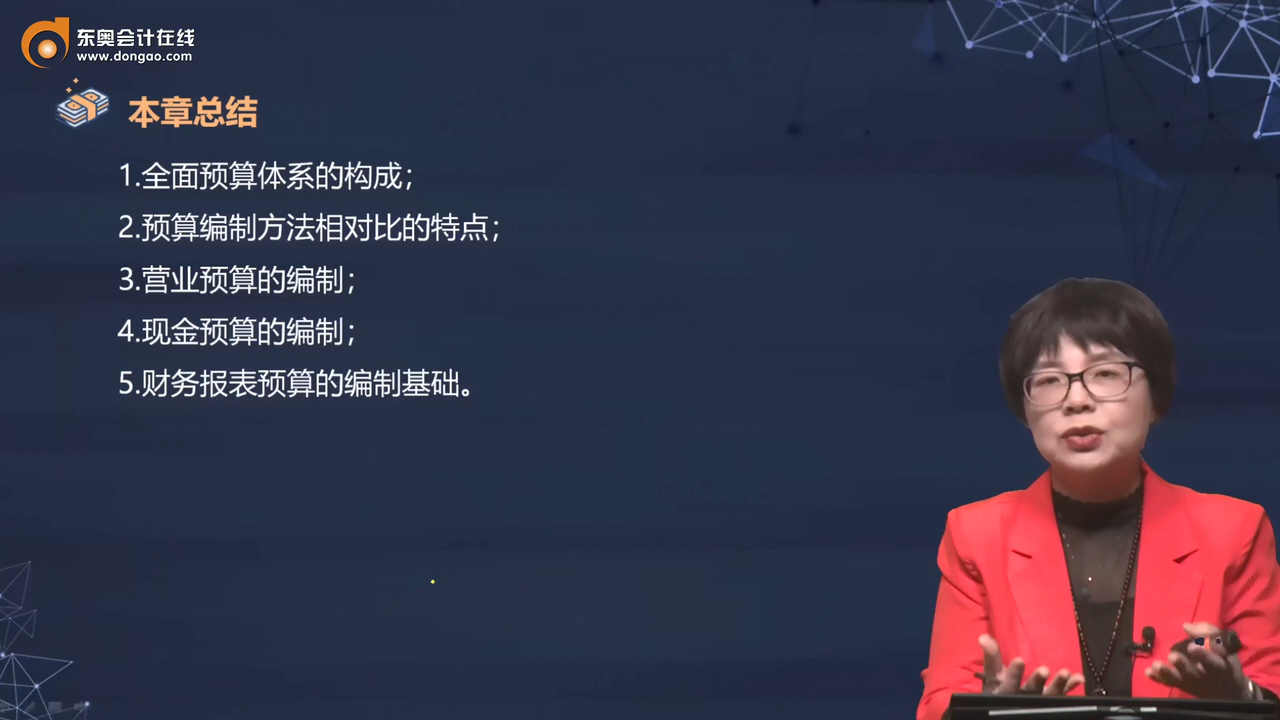 东奥会计在线
www.dongao.com
本章总结
1.全面预算体系的构成；
2.预算编制方法相对比的特点；
3.营业预算的编制；
4.现金预算的编制；
5.财务报表预算的编制基础。